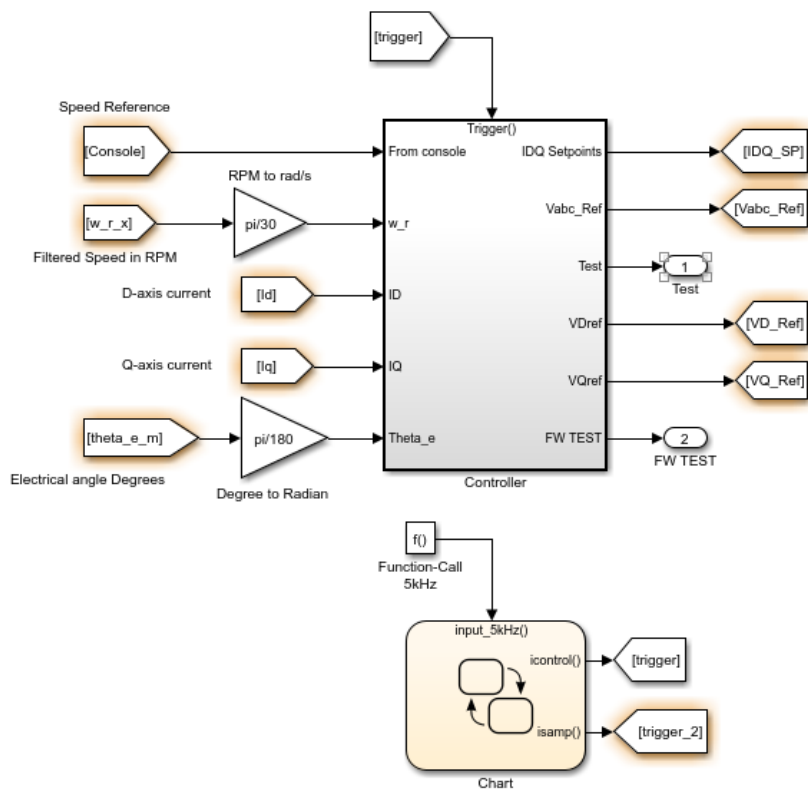 [trigger]
Speed Reference
[Console]
Trigger()
From console
IDQ Setpoints
[IDQ_SP]
RPM to rad/s
[w_r_x]
pi/30
w_r
Vabc_Ref
[Vabc_Ref]
Filtered Speed in RPM
Test
1
Test
D-axis current
[Id]
ID
VDref
[VD_Ref]
Q-axis current
[Iq]
IQ
VQref
[VQ_Ref]
[theta_e_m]
pi/180
Theta_e
FW TEST
2
FW TEST
Electrical angle Degrees
Degree to Radian
Controller
f()
Function-Call
5kHz
input_5kHz()
icontrol()
[trigger]
isamp()
[trigger_2]
Chart